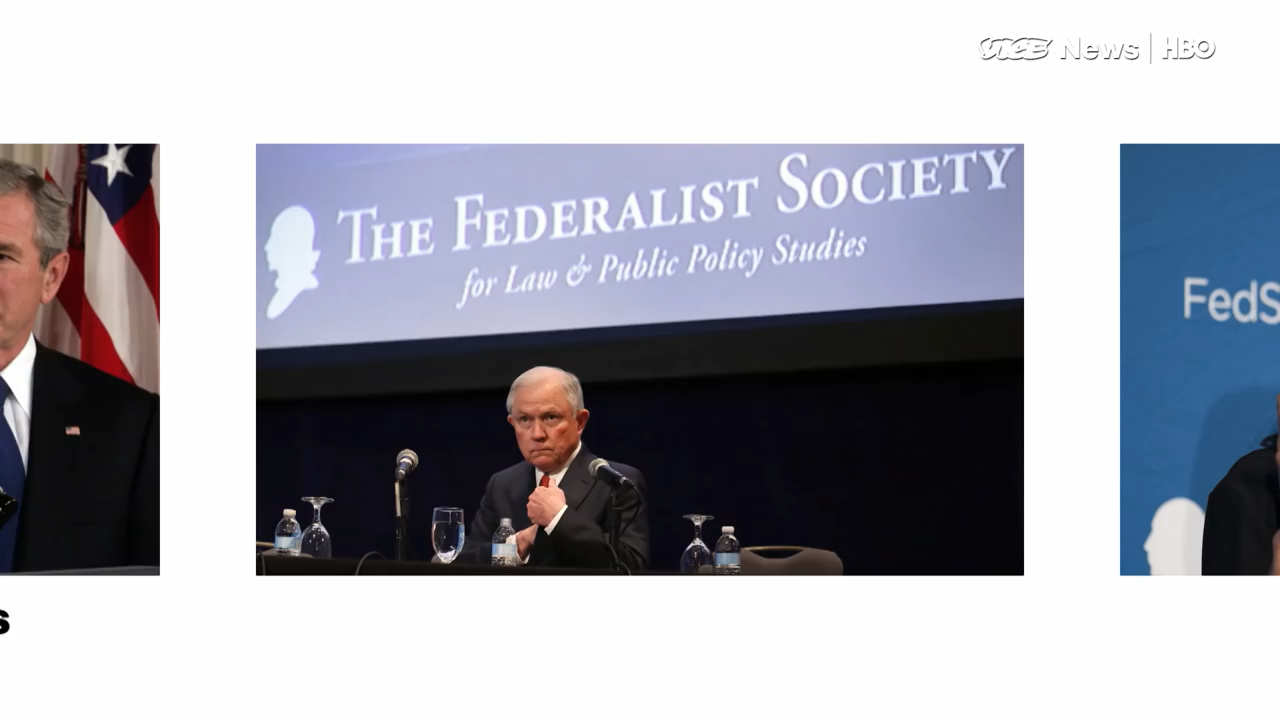 VICE News | HBO
THE FEDERALIST SOCIETY
for Law & Public Policy Studies
FedS
s